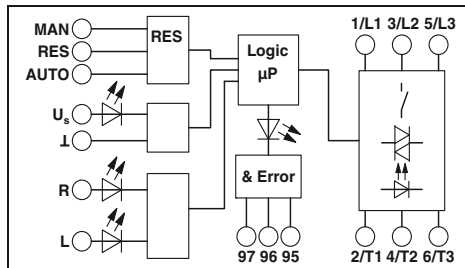 MAN
RES
AUTO
RES
Us
⊥
R
L
Logic
µP
& Error
97 96 95
1/L1 3/L2 5/L3
2/T1 4/T2 6/T3